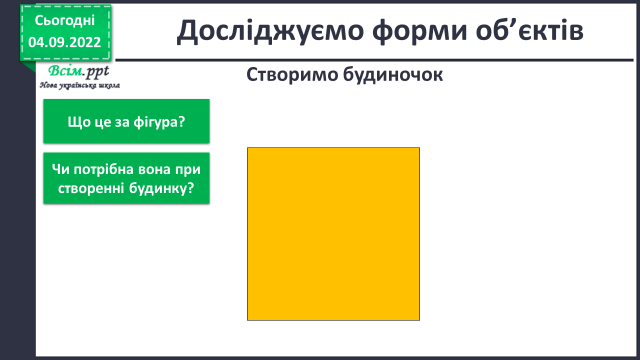 Сьогодні
04.09.2022
Досліджуємо форми об’єктів
Всім.ppt
Нова українська школа
Створимо будиночок
Що це за фігура?
Чи потрібна вона при
створенні будинку?